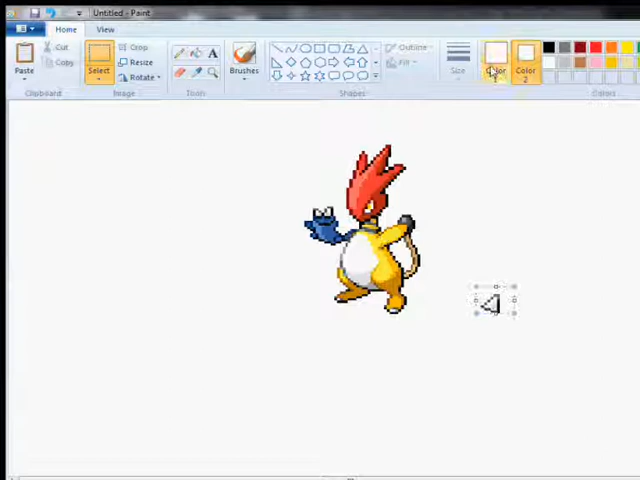 Untitled - Paint
Home View
Paste
Cut
Copy
Clipboard
Select
Crop
Resize
Rotate
Image
Tools
Brushes
Shapes
Outline
Fill
Size
Color
1
Color
2
Colors